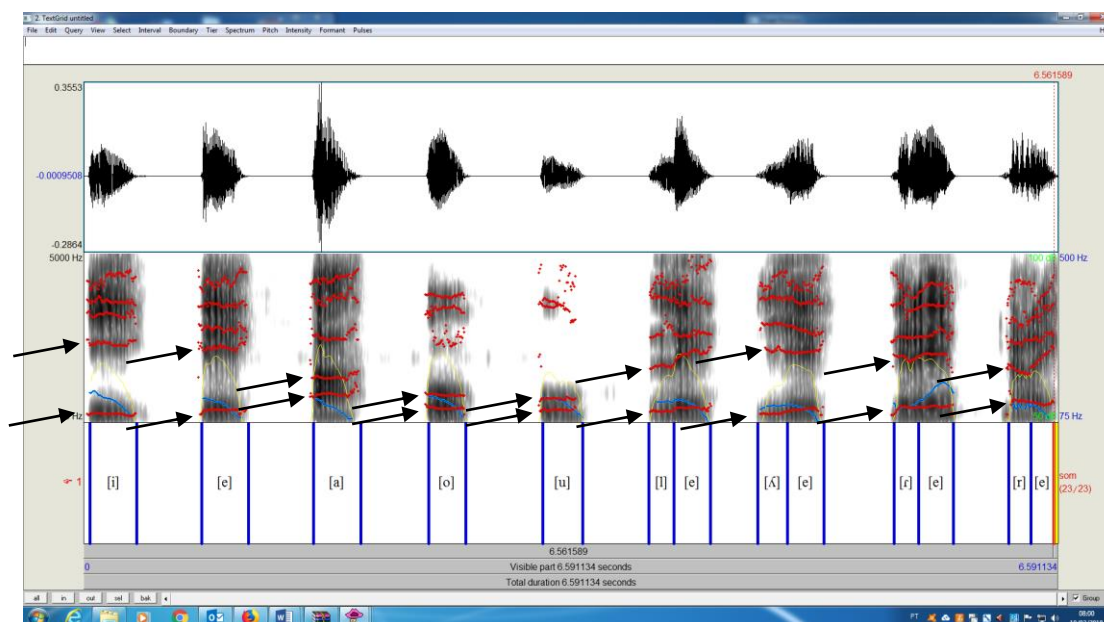 2. TextGrid untitled
File Edit Query View Select Interval Boundary Tier Spectrum Pitch Intensity Formant Pulses H
6.561589
0.3553
-0.0009508
-0.2864
5000 Hz
500 Hz
Hz
75 Hz
1
[i] [e] [a] [o] [u] [l] [e] [ʎ] [e] [ɾ] [e] [r] [e]
som
(23/23)
6.561589
0 Visible part 6.591134 seconds 6.591134
Total duration 6.591134 seconds
all in out sel bak Group
PT 08:00